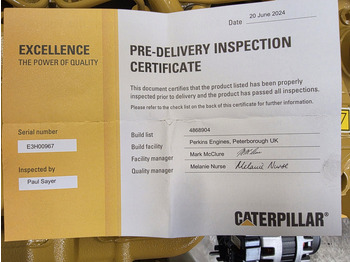 Date 20 June 2024
EXCELLENCE
THE POWER OF QUALITY
PRE-DELIVERY INSPECTION
CERTIFICATE
This document certifies that the product listed has been properly
inspected prior to delivery and the product has passed all inspections.
Please refer to the check list on the back of this certificate for further information.
Serial number
E3H00967
Inspected by
Paul Sayer
Build list 4868904
Build facility Perkins Engines, Peterborough UK
Facility manager Mark McClure
Quality manager Melanie Nurse Melanie Nurse
CATERPILLAR®